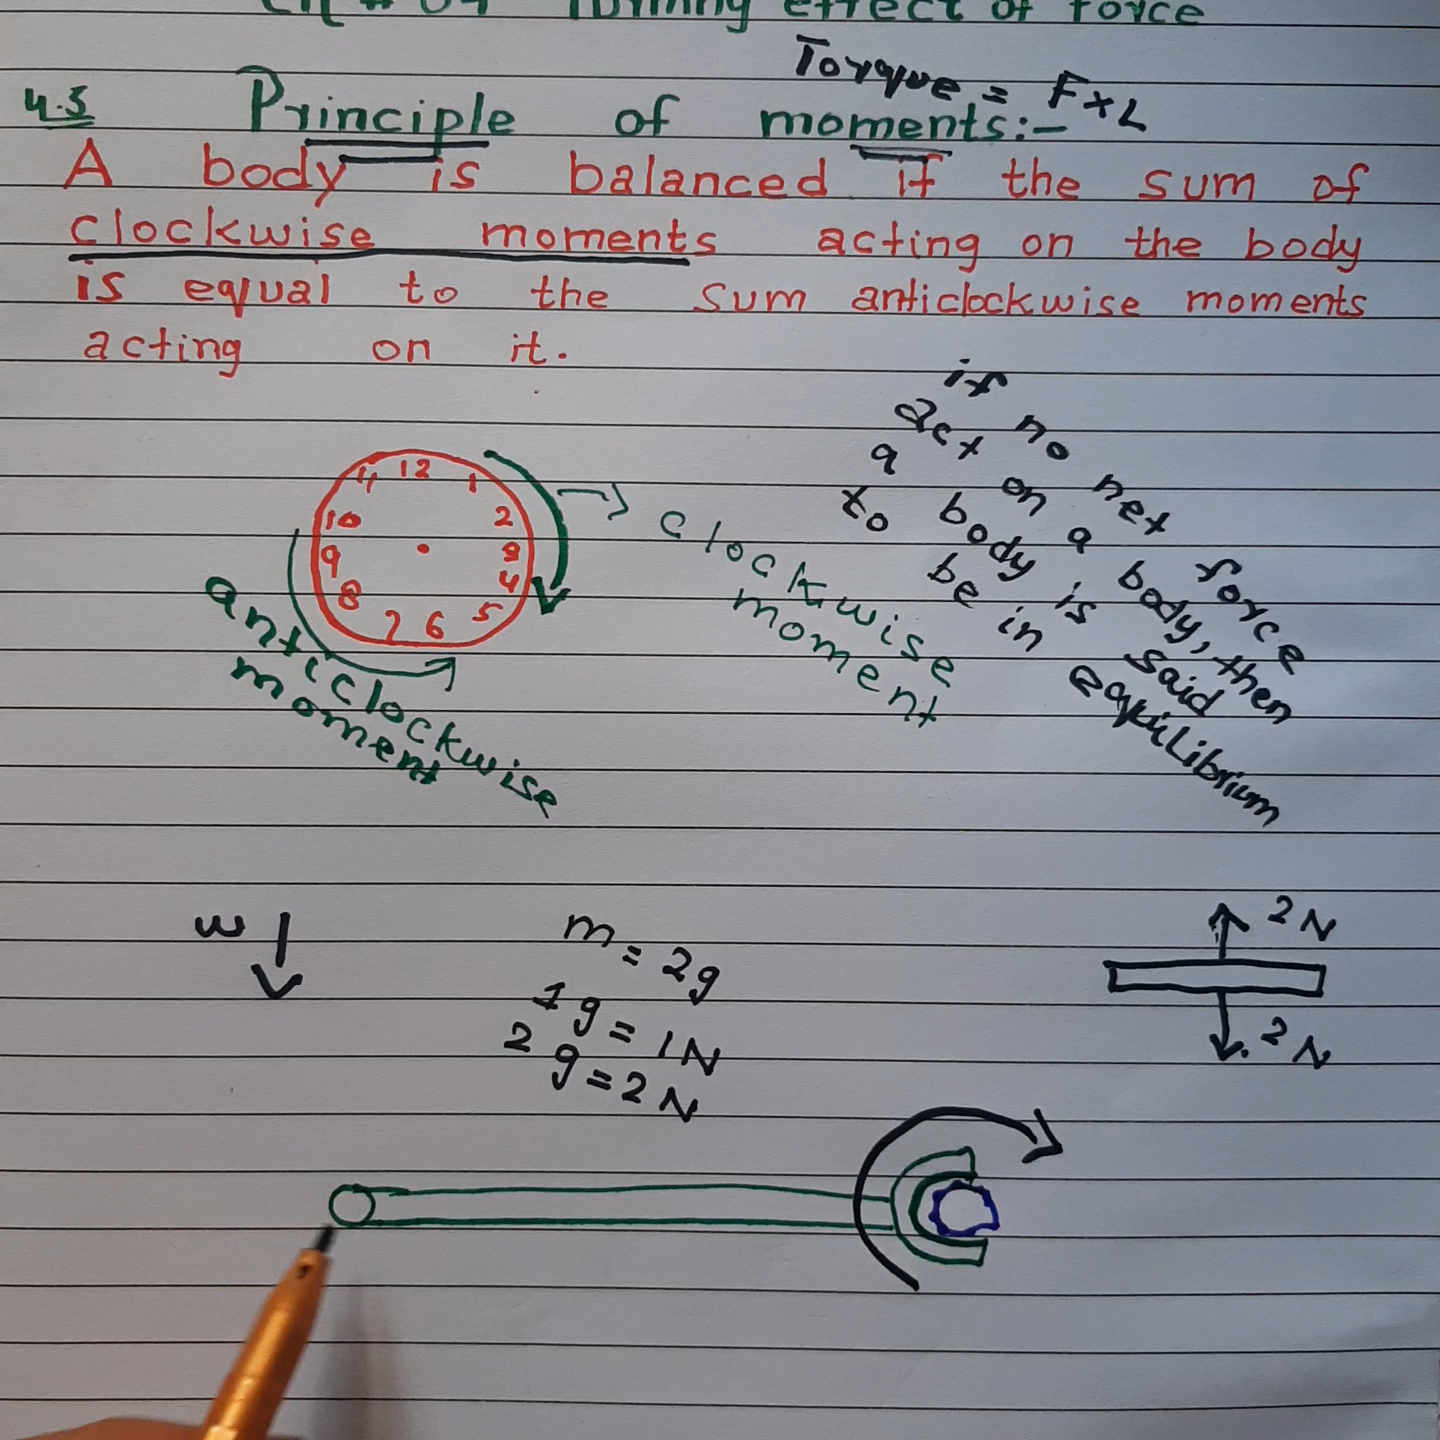 Turning effect of force
Torque = F×L
4.3 Principle of moments:-
A body is balanced if the sum of
clockwise moments acting on the body
is equal to the sum anticlockwise moments
acting on it.
if no net force
act on a body, then
a body is said
to be in equilibrium
12
11 1
10 2
9 3
8 4
7 6 5
clockwise
moment
anticlockwise
moment
w
m = 2g
1g = 1N
2g = 2N
2N
2N